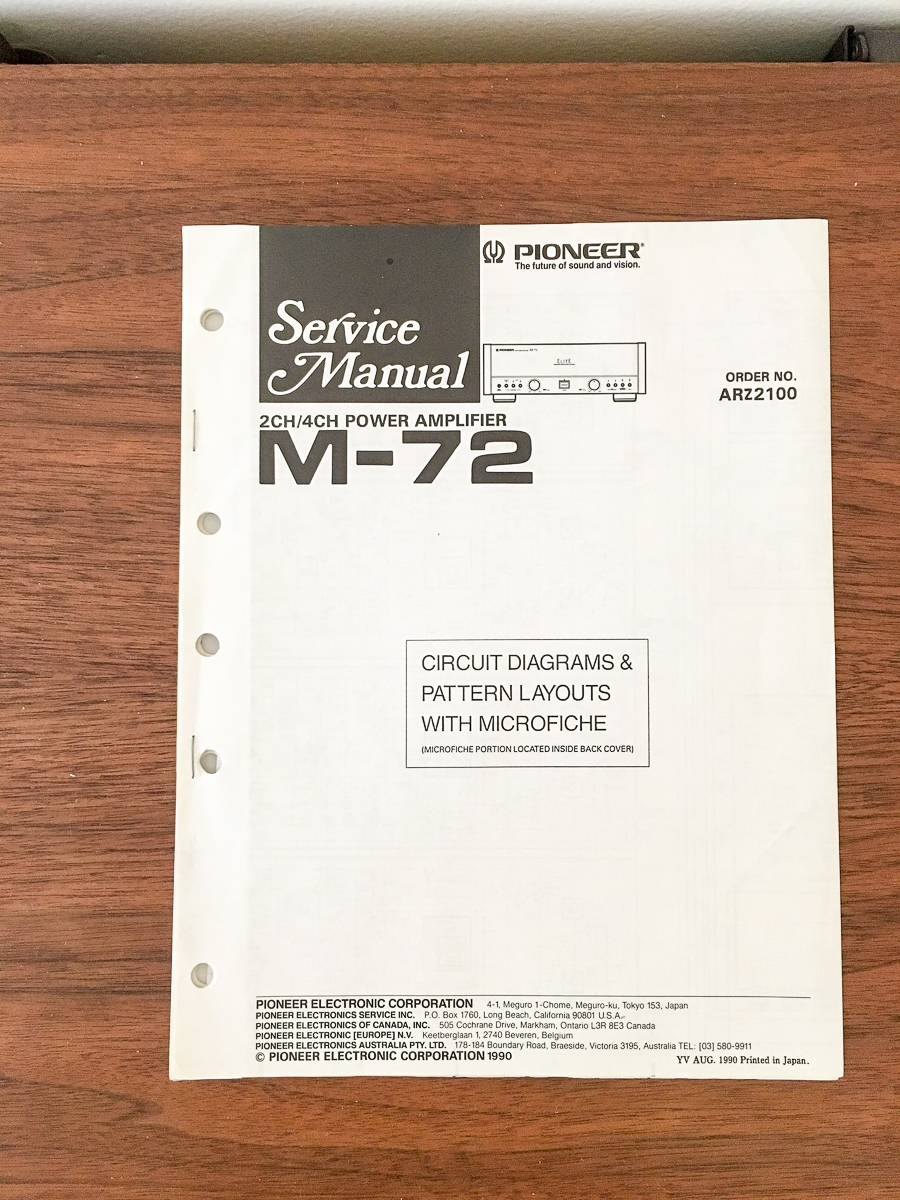 PIONEER®
The future of sound and vision.
Service
Manual
PIONEER
ELITE
ORDER NO.
ARZ2100
2CH/4CH POWER AMPLIFIER
M-72
CIRCUIT DIAGRAMS &
PATTERN LAYOUTS
WITH MICROFICHE
(MICROFICHE PORTION LOCATED INSIDE BACK COVER)
PIONEER ELECTRONIC CORPORATION 4-1, Meguro 1-Chome, Meguro-ku, Tokyo 153, Japan
PIONEER ELECTRONICS SERVICE INC. P.O. Box 1760, Long Beach, California 90801 U.S.A.
PIONEER ELECTRONICS OF CANADA, INC. 505 Cochrane Drive, Markham, Ontario L3R 8E3 Canada
PIONEER ELECTRONIC [EUROPE] N.V. Keetberglaan 1, 2740 Beveren, Belgium
PIONEER ELECTRONICS AUSTRALIA PTY. LTD. 178-184 Boundary Road, Braeside, Victoria 3195, Australia TEL: [03] 580-9911
© PIONEER ELECTRONIC CORPORATION 1990
YV AUG. 1990 Printed in Japan.